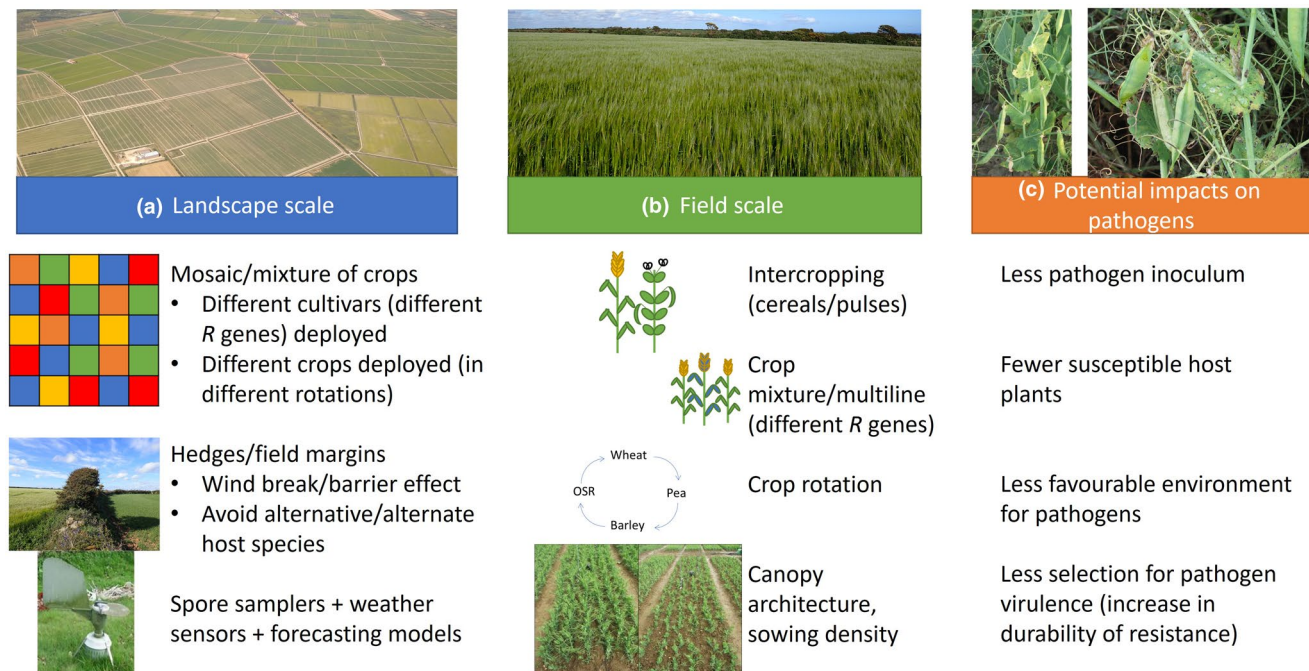 (a) Landscape scale
Mosaic/mixture of crops
• Different cultivars (different
R genes) deployed
• Different crops deployed (in
different rotations)
Hedges/field margins
• Wind break/barrier effect
• Avoid alternative/alternate
host species
Spore samplers + weather
sensors + forecasting models
(b) Field scale
Intercropping
(cereals/pulses)
Crop
mixture/multiline
(different R genes)
Wheat
OSR
Pea
Barley
Crop rotation
Canopy
architecture,
sowing density
(c) Potential impacts on
pathogens
Less pathogen inoculum
Fewer susceptible host
plants
Less favourable environment
for pathogens
Less selection for pathogen
virulence (increase in
durability of resistance)